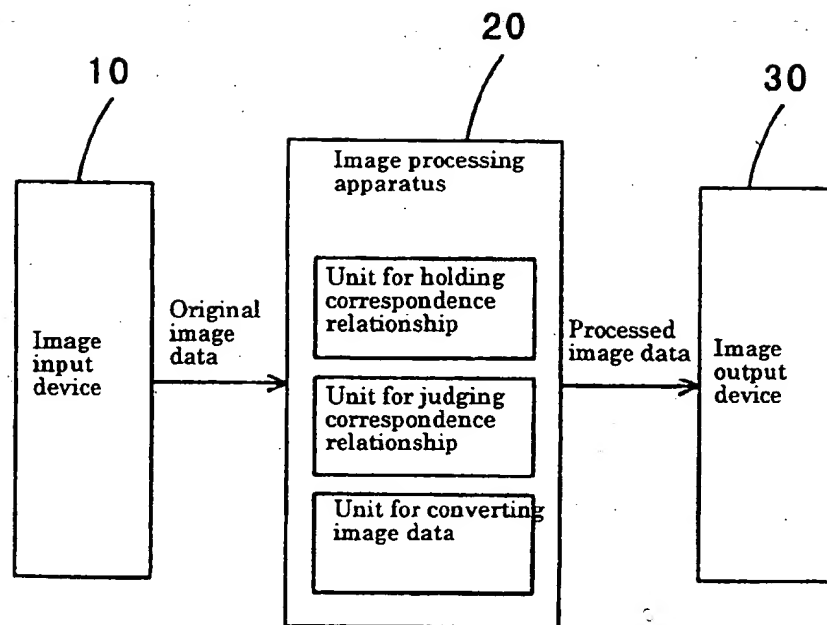 10
20
30
Image processing
apparatus
Image
input
device
Original
image
data
Unit for holding
correspondence
relationship
Unit for judging
correspondence
relationship
Unit for converting
image data
Processed
image data
Image
output
device